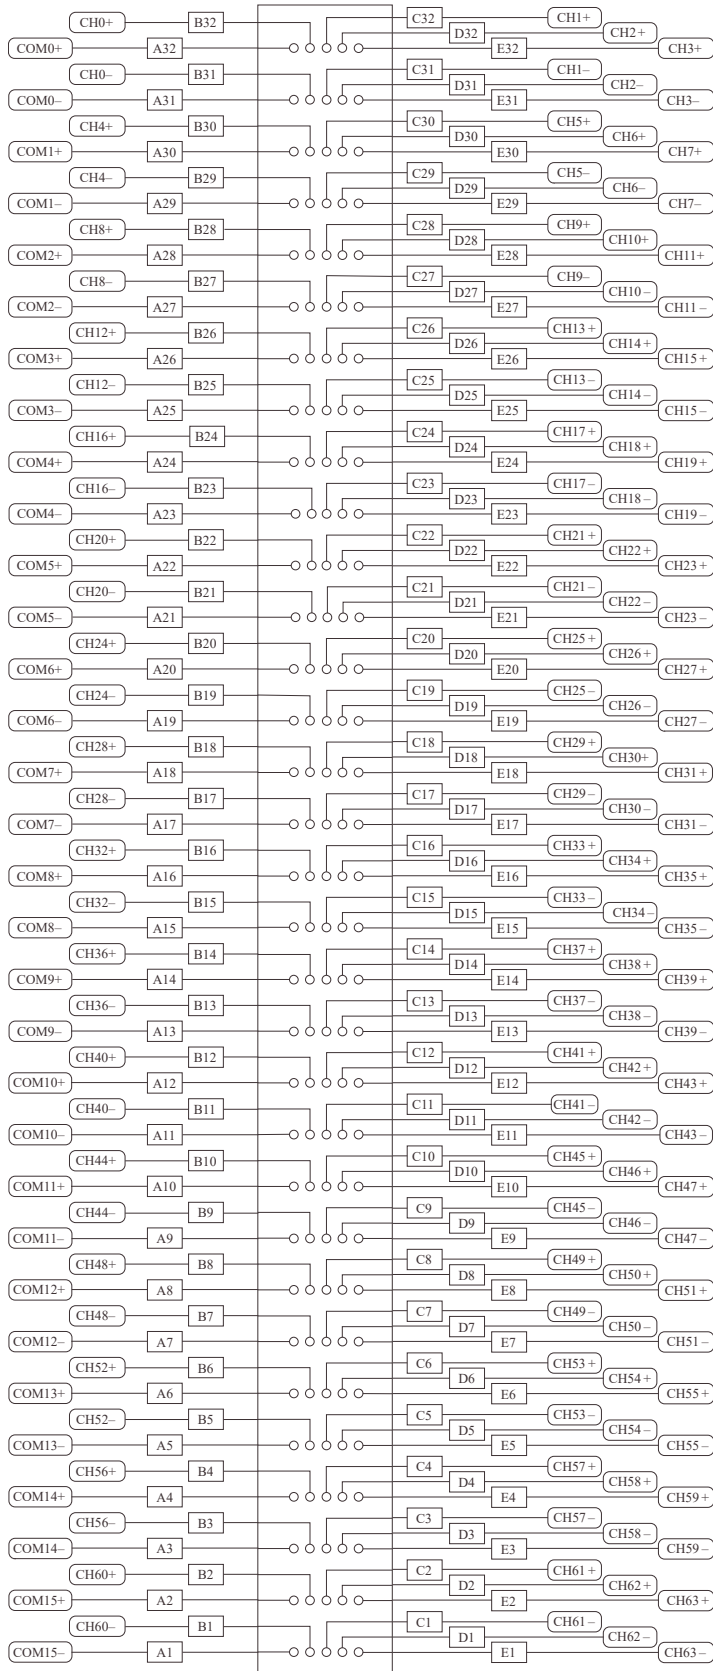 CH0+ B32 C32 CH1+
D32 CH2+
COM0+ A32 E32 CH3+
CH0– B31 C31 CH1–
D31 CH2–
COM0– A31 E31 CH3–
CH4+ B30 C30 CH5+
D30 CH6+
COM1+ A30 E30 CH7+
CH4– B29 C29 CH5–
D29 CH6–
COM1– A29 E29 CH7–
CH8+ B28 C28 CH9+
D28 CH10+
COM2+ A28 E28 CH11+
CH8– B27 C27 CH9–
D27 CH10–
COM2– A27 E27 CH11–
CH12+ B26 C26 CH13+
D26 CH14+
COM3+ A26 E26 CH15+
CH12– B25 C25 CH13–
D25 CH14–
COM3– A25 E25 CH15–
CH16+ B24 C24 CH17+
D24 CH18+
COM4+ A24 E24 CH19+
CH16– B23 C23 CH17–
D23 CH18–
COM4– A23 E23 CH19–
CH20+ B22 C22 CH21+
D22 CH22+
COM5+ A22 E22 CH23+
CH20– B21 C21 CH21–
D21 CH22–
COM5– A21 E21 CH23–
CH24+ B20 C20 CH25+
D20 CH26+
COM6+ A20 E20 CH27+
CH24– B19 C19 CH25–
D19 CH26–
COM6– A19 E19 CH27–
CH28+ B18 C18 CH29+
D18 CH30+
COM7+ A18 E18 CH31+
CH28– B17 C17 CH29–
D17 CH30–
COM7– A17 E17 CH31–
CH32+ B16 C16 CH33+
D16 CH34+
COM8+ A16 E16 CH35+
CH32– B15 C15 CH33–
D15 CH34–
COM8– A15 E15 CH35–
CH36+ B14 C14 CH37+
D14 CH38+
COM9+ A14 E14 CH39+
CH36– B13 C13 CH37–
D13 CH38–
COM9– A13 E13 CH39–
CH40+ B12 C12 CH41+
D12 CH42+
COM10+ A12 E12 CH43+
CH40– B11 C11 CH41–
D11 CH42–
COM10– A11 E11 CH43–
CH44+ B10 C10 CH45+
D10 CH46+
COM11+ A10 E10 CH47+
CH44– B9 C9 CH45–
D9 CH46–
COM11– A9 E9 CH47–
CH48+ B8 C8 CH49+
D8 CH50+
COM12+ A8 E8 CH51+
CH48– B7 C7 CH49–
D7 CH50–
COM12– A7 E7 CH51–
CH52+ B6 C6 CH53+
D6 CH54+
COM13+ A6 E6 CH55+
CH52– B5 C5 CH53–
D5 CH54–
COM13– A5 E5 CH55–
CH56+ B4 C4 CH57+
D4 CH58+
COM14+ A4 E4 CH59+
CH56– B3 C3 CH57–
D3 CH58–
COM14– A3 E3 CH59–
CH60+ B2 C2 CH61+
D2 CH62+
COM15+ A2 E2 CH63+
CH60– B1 C1 CH61–
D1 CH62–
COM15– A1 E1 CH63–